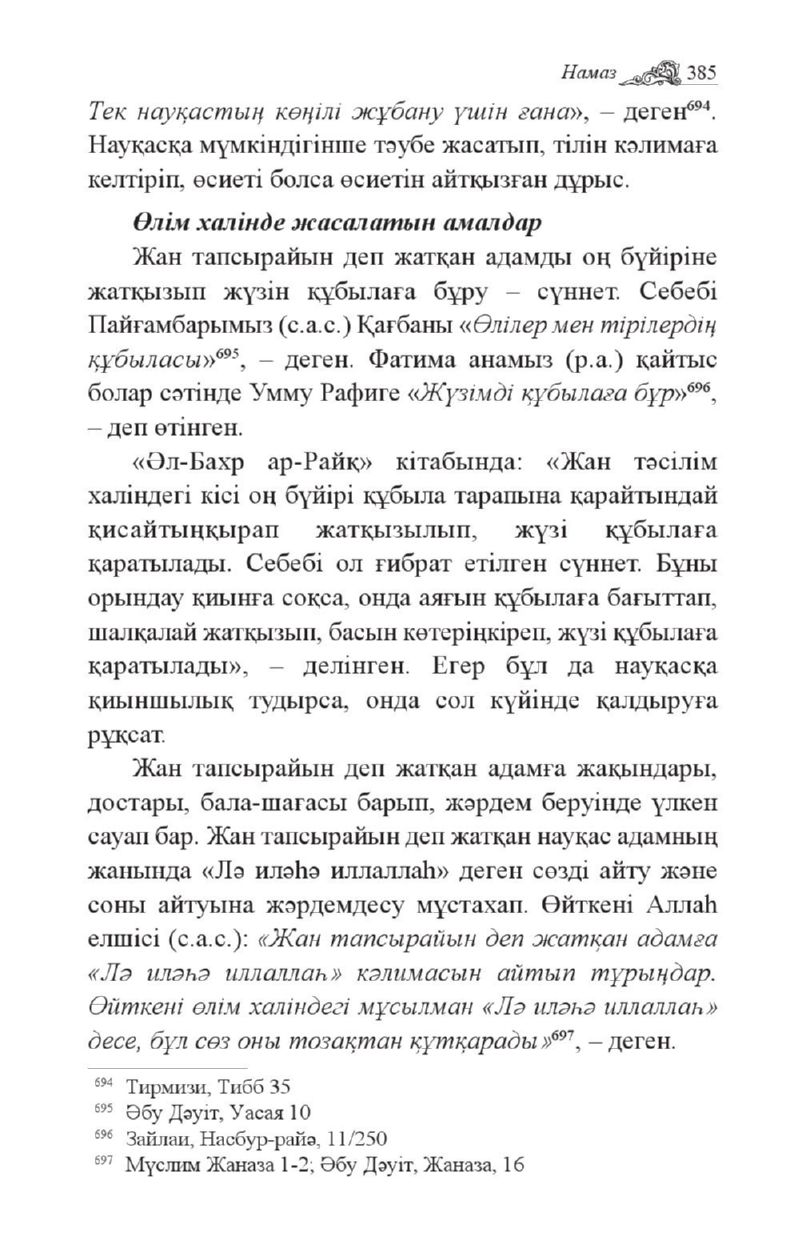 Намаз 385
Тек науқастың көңілі жұбану үшін ғана», – деген694.
Науқасқа мүмкіндігінше тәубе жасатып, тілін кәлимаға
келтіріп, өсиеті болса өсиетін айтқызған дұрыс.
Өлім халінде жасалатын амалдар
Жан тапсырайын деп жатқан адамды оң бүйіріне
жатқызып жүзін құбылаға бұру – сүннет. Себебі
Пайғамбарымыз (с.а.с.) Қағбаны «Өлілер мен тірілердің
құбыласы»695, – деген. Фатима анамыз (р.а.) қайтыс
болар сәтінде Умму Рафиге «Жүзімді құбылаға бұр»696,
– деп өтінген.
«Әл-Бахр ар-Райқ» кітабында: «Жан тәсілім
халіндегі кісі оң бүйірі құбыла тарапына қарайтындай
қисайтыңқырап жатқызылып, жүзі құбылаға
қаратылады. Себебі ол ғибрат етілген сүннет. Бұны
орындау қиынға соқса, онда аяғын құбылаға бағыттап,
шалқалай жатқызып, басын көтеріңкіреп, жүзі құбылаға
қаратылады», – делінген. Егер бұл да науқасқа
қиыншылық тудырса, онда сол күйінде қалдыруға
рұқсат.
Жан тапсырайын деп жатқан адамға жақындары,
достары, бала-шағасы барып, жәрдем беруінде үлкен
сауап бар. Жан тапсырайын деп жатқан науқас адамның
жанында «Лә иләһә иллаллаһ» деген сөзді айту және
соны айтуына жәрдемдесу мұстахап. Өйткені Аллаһ
елшісі (с.а.с.): «Жан тапсырайын деп жатқан адамға
«Лә иләһә иллаллаһ» кәлимасын айтып тұрыңдар.
Өйткені өлім халіндегі мұсылман «Лә иләһә иллаллаһ»
десе, бұл сөз оны тозақтан құтқарады»697, – деген.
694 Тирмизи, Тибб 35
695 Әбу Дәуіт, Уасая 10
696 Зайлаи, Насбур-райә, 11/250
697 Мүслим Жаназа 1-2; Әбу Дәуіт, Жаназа, 16